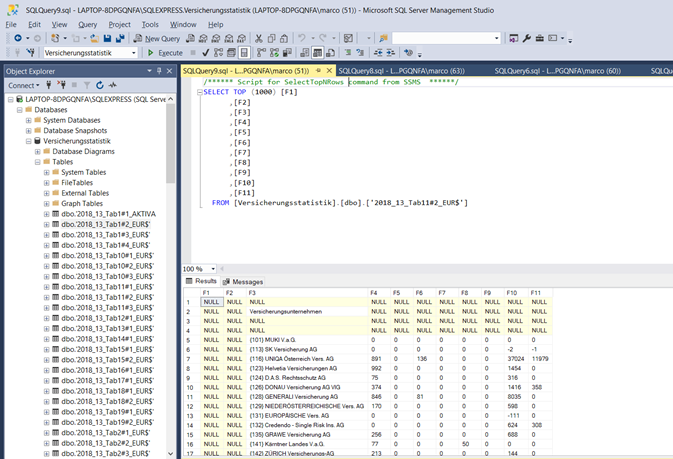 SQLQuery9.sql - LAPTOP-8DPGQNFA\SQLEXPRESS.Versicherungsstatistik (LAPTOP-8DPGQNFA\marco (51)) - Microsoft SQL Server Management Studio
File Edit View Query Project Tools Window Help
New Query
Versicherungsstatistik Execute
Object Explorer
SQLQuery9.sql - L...PGQNFA\marco (51)) SQLQuery8.sql - L...PGQNFA\marco (63)) SQLQuery6.sql - L...PGQNFA\marco (60)) SQLQu
Connect
LAPTOP-8DPGQNFA\SQLEXPRESS (SQL Serve
Databases
System Databases
Database Snapshots
Versicherungsstatistik
Database Diagrams
Tables
System Tables
FileTables
External Tables
Graph Tables
dbo.'2018_13_Tab1#1_AKTIVA
dbo.'2018_13_Tab1#2_EUR$'
dbo.'2018_13_Tab1#3_EUR$'
dbo.'2018_13_Tab1#4_EUR$'
dbo.'2018_13_Tab10#1_EUR$'
dbo.'2018_13_Tab10#2_EUR$'
dbo.'2018_13_Tab10#3_EUR$'
dbo.'2018_13_Tab11#1_EUR$'
dbo.'2018_13_Tab11#2_EUR$'
dbo.'2018_13_Tab11#3_EUR$'
dbo.'2018_13_Tab12#1_EUR$'
dbo.'2018_13_Tab13#1_EUR$'
dbo.'2018_13_Tab14#1_EUR$'
dbo.'2018_13_Tab15#1_EUR$'
dbo.'2018_13_Tab15#2_EUR$'
dbo.'2018_13_Tab16#1_EUR$'
dbo.'2018_13_Tab17#1_EUR$'
dbo.'2018_13_Tab18#1_EUR$'
dbo.'2018_13_Tab18#2_EUR$'
dbo.'2018_13_Tab19#1_EUR$'
dbo.'2018_13_Tab19#2_EUR$'
dbo.'2018_13_Tab2#1_EUR$'
dbo.'2018_13_Tab2#2_EUR$'
dbo.'2018_13_Tab2#3_EUR$'
/****** Script for SelectTopNRows command from SSMS ******/
SELECT TOP (1000) [F1]
,[F2]
,[F3]
,[F4]
,[F5]
,[F6]
,[F7]
,[F8]
,[F9]
,[F10]
,[F11]
FROM [Versicherungsstatistik].[dbo].['2018_13_Tab11#2_EUR$']
100 %
Results Messages
F1 F2 F3 F4 F5 F6 F7 F8 F9 F10 F11
1 NULL NULL NULL NULL NULL NULL NULL NULL NULL NULL NULL
2 NULL NULL Versicherungsunternehmen NULL NULL NULL NULL NULL NULL NULL NULL
3 NULL NULL NULL NULL NULL NULL NULL NULL NULL NULL NULL
4 NULL NULL NULL NULL NULL NULL NULL NULL NULL NULL NULL
5 NULL NULL (101) MUKI V.a.G. 0 0 0 0 0 0 0 0
6 NULL NULL (113) SK Versicherung AG 0 0 0 0 0 0 -2 -1
7 NULL NULL (116) UNIQA Österreich Vers. AG 891 0 136 0 0 0 37024 11979
8 NULL NULL (123) Helvetia Versicherungen AG 992 0 0 0 0 0 1454 0
9 NULL NULL (124) D.A.S. Rechtsschutz AG 75 0 0 0 0 0 316 0
10 NULL NULL (126) DONAU Versicherung AG VIG 374 0 0 0 0 0 1416 358
11 NULL NULL (128) GENERALI Versicherung AG 846 0 81 0 0 0 8035 0
12 NULL NULL (129) NIEDERÖSTERREICHISCHE Vers. AG 170 0 0 0 0 0 598 0
13 NULL NULL (131) EUROPÄISCHE Vers. AG 0 0 0 0 0 0 -111 0
14 NULL NULL (132) Credendo - Single Risk Ins. AG 0 0 0 0 0 0 624 308
15 NULL NULL (135) GRAWE Versicherung AG 256 0 0 0 0 0 688 0
16 NULL NULL (141) Kärntner Landes V.a.G. 77 0 0 0 50 0 0 0
17 NULL NULL (142) ZÜRICH Versicherungs-AG 213 0 0 0 0 0 144 0